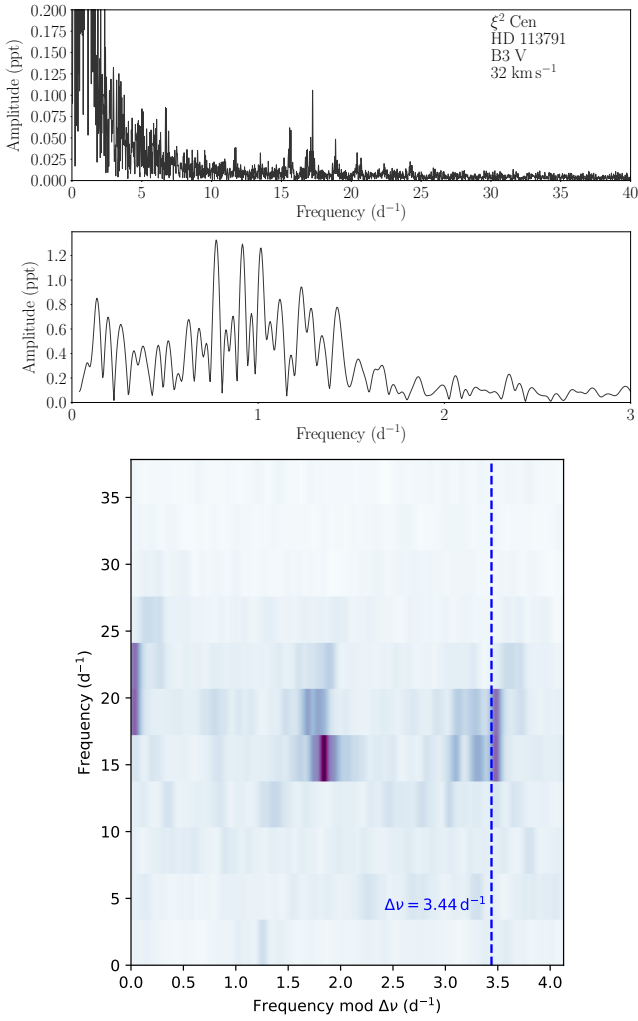 0.200
0.175
0.150
0.125
0.100
0.075
0.050
0.025
0.000
Amplitude (ppt)
ξ² Cen
HD 113791
B3 V
32 km s⁻¹
0 5 10 15 20 25 30 35 40
Frequency (d⁻¹)
1.2
1.0
0.8
0.6
0.4
0.2
0.0
Amplitude (ppt)
0 1 2 3
Frequency (d⁻¹)
35
30
25
20
15
10
5
0
Frequency (d⁻¹)
Δν = 3.44 d⁻¹
0.0 0.5 1.0 1.5 2.0 2.5 3.0 3.5 4.0
Frequency mod Δν (d⁻¹)